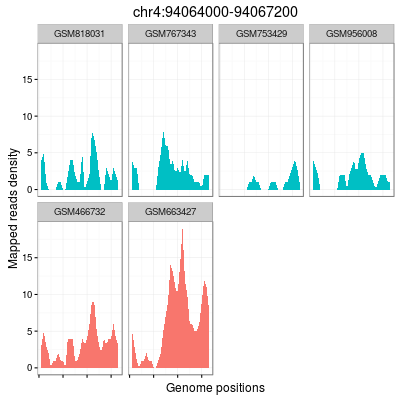 chr4:94064000-94067200
GSM818031 GSM767343 GSM753429 GSM956008
15
10
5
0
Mapped reads density
GSM466732 GSM663427
15
10
5
0
Genome positions